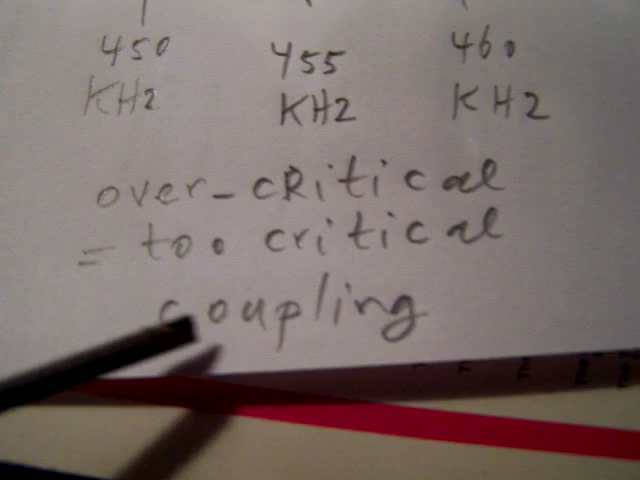 450 455 460
KHz KHz KHz
over-cRitical
= too critical
coupling